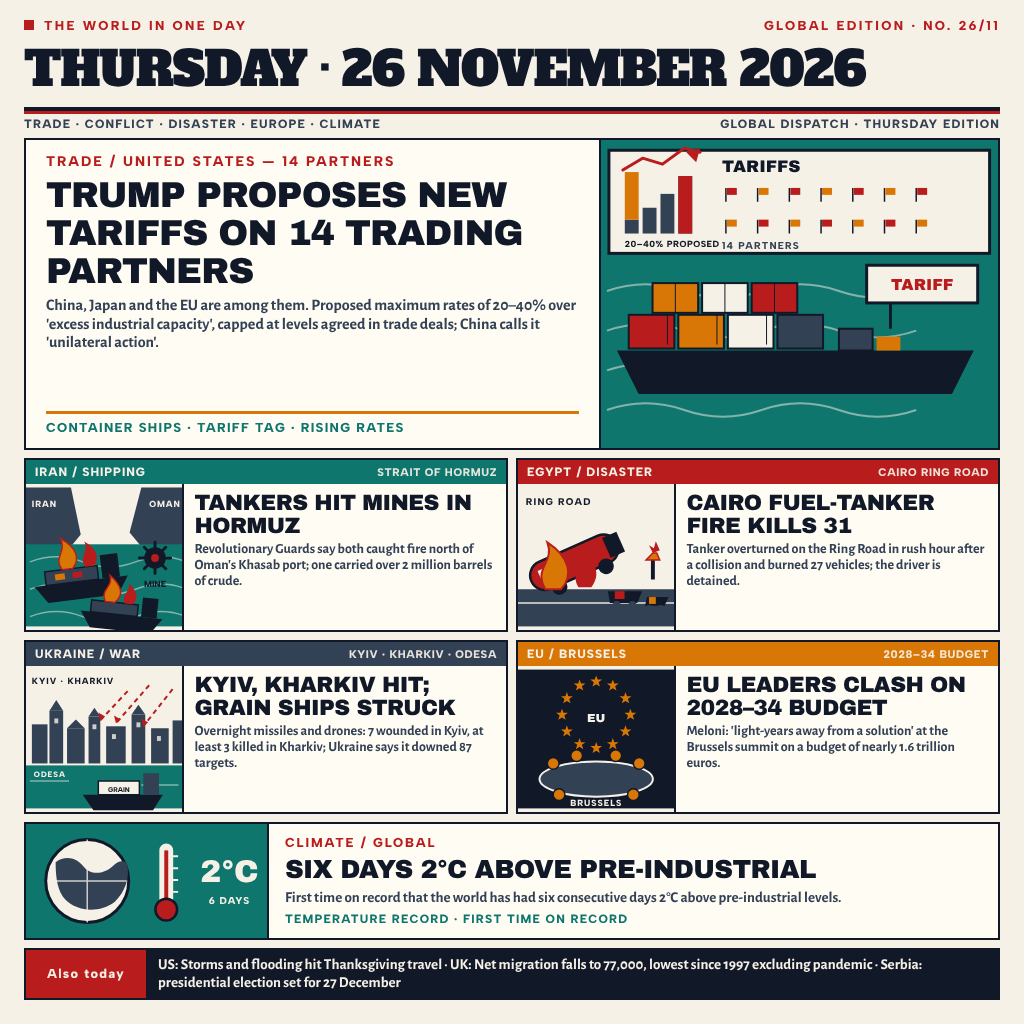 THE WORLD IN ONE DAY
GLOBAL EDITION · NO. 26/11
THURSDAY · 26 NOVEMBER 2026
TRADE · CONFLICT · DISASTER · EUROPE · CLIMATE
GLOBAL DISPATCH · THURSDAY EDITION
TRADE / UNITED STATES — 14 PARTNERS
TRUMP PROPOSES NEW
TARIFFS ON 14 TRADING
PARTNERS
China, Japan and the EU are among them. Proposed maximum rates of 20–40% over
'excess industrial capacity', capped at levels agreed in trade deals; China calls it
'unilateral action'.
CONTAINER SHIPS · TARIFF TAG · RISING RATES
TARIFFS
20–40% PROPOSED
14 PARTNERS
TARIFF
IRAN / SHIPPING
STRAIT OF HORMUZ
IRAN
OMAN
MINE
TANKERS HIT MINES IN
HORMUZ
Revolutionary Guards say both caught fire north of
Oman's Khasab port; one carried over 2 million barrels
of crude.
EGYPT / DISASTER
CAIRO RING ROAD
RING ROAD
CAIRO FUEL-TANKER
FIRE KILLS 31
Tanker overturned on the Ring Road in rush hour after
a collision and burned 27 vehicles; the driver is
detained.
UKRAINE / WAR
KYIV · KHARKIV · ODESA
KYIV · KHARKIV
ODESA
GRAIN
KYIV, KHARKIV HIT;
GRAIN SHIPS STRUCK
Overnight missiles and drones: 7 wounded in Kyiv, at
least 3 killed in Kharkiv; Ukraine says it downed 87
targets.
EU / BRUSSELS
2028–34 BUDGET
EU
BRUSSELS
EU LEADERS CLASH ON
2028–34 BUDGET
Meloni: 'light-years away from a solution' at the
Brussels summit on a budget of nearly 1.6 trillion
euros.
2°C
6 DAYS
CLIMATE / GLOBAL
SIX DAYS 2°C ABOVE PRE-INDUSTRIAL
First time on record that the world has had six consecutive days 2°C above pre-industrial levels.
TEMPERATURE RECORD · FIRST TIME ON RECORD
Also today
US: Storms and flooding hit Thanksgiving travel · UK: Net migration falls to 77,000, lowest since 1997 excluding pandemic · Serbia:
presidential election set for 27 December